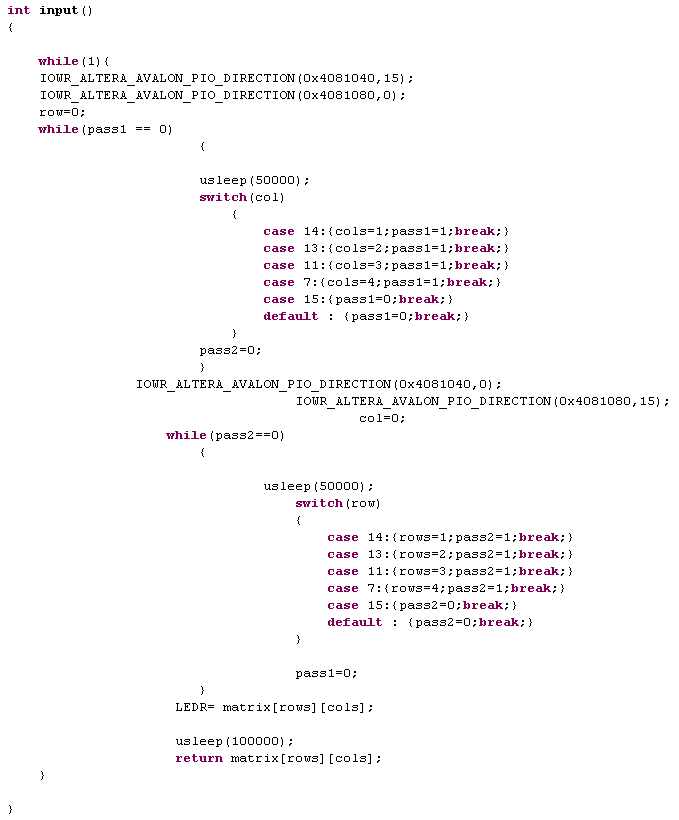 int input()
{
while(1){
IOWR_ALTERA_AVALON_PIO_DIRECTION(0x4081040,15);
IOWR_ALTERA_AVALON_PIO_DIRECTION(0x4081080,0);
row=0;
while(pass1 == 0)
{
usleep(50000);
switch(col)
{
case 14:{cols=1;pass1=1;break;}
case 13:{cols=2;pass1=1;break;}
case 11:{cols=3;pass1=1;break;}
case 7:{cols=4;pass1=1;break;}
case 15:{pass1=0;break;}
default : {pass1=0;break;}
}
pass2=0;
}
IOWR_ALTERA_AVALON_PIO_DIRECTION(0x4081040,0);
IOWR_ALTERA_AVALON_PIO_DIRECTION(0x4081080,15);
col=0;
while(pass2==0)
{
usleep(50000);
switch(row)
{
case 14:{rows=1;pass2=1;break;}
case 13:{rows=2;pass2=1;break;}
case 11:{rows=3;pass2=1;break;}
case 7:{rows=4;pass2=1;break;}
case 15:{pass2=0;break;}
default : {pass2=0;break;}
}
pass1=0;
}
LEDR= matrix[rows][cols];
usleep(100000);
return matrix[rows][cols];
}
}